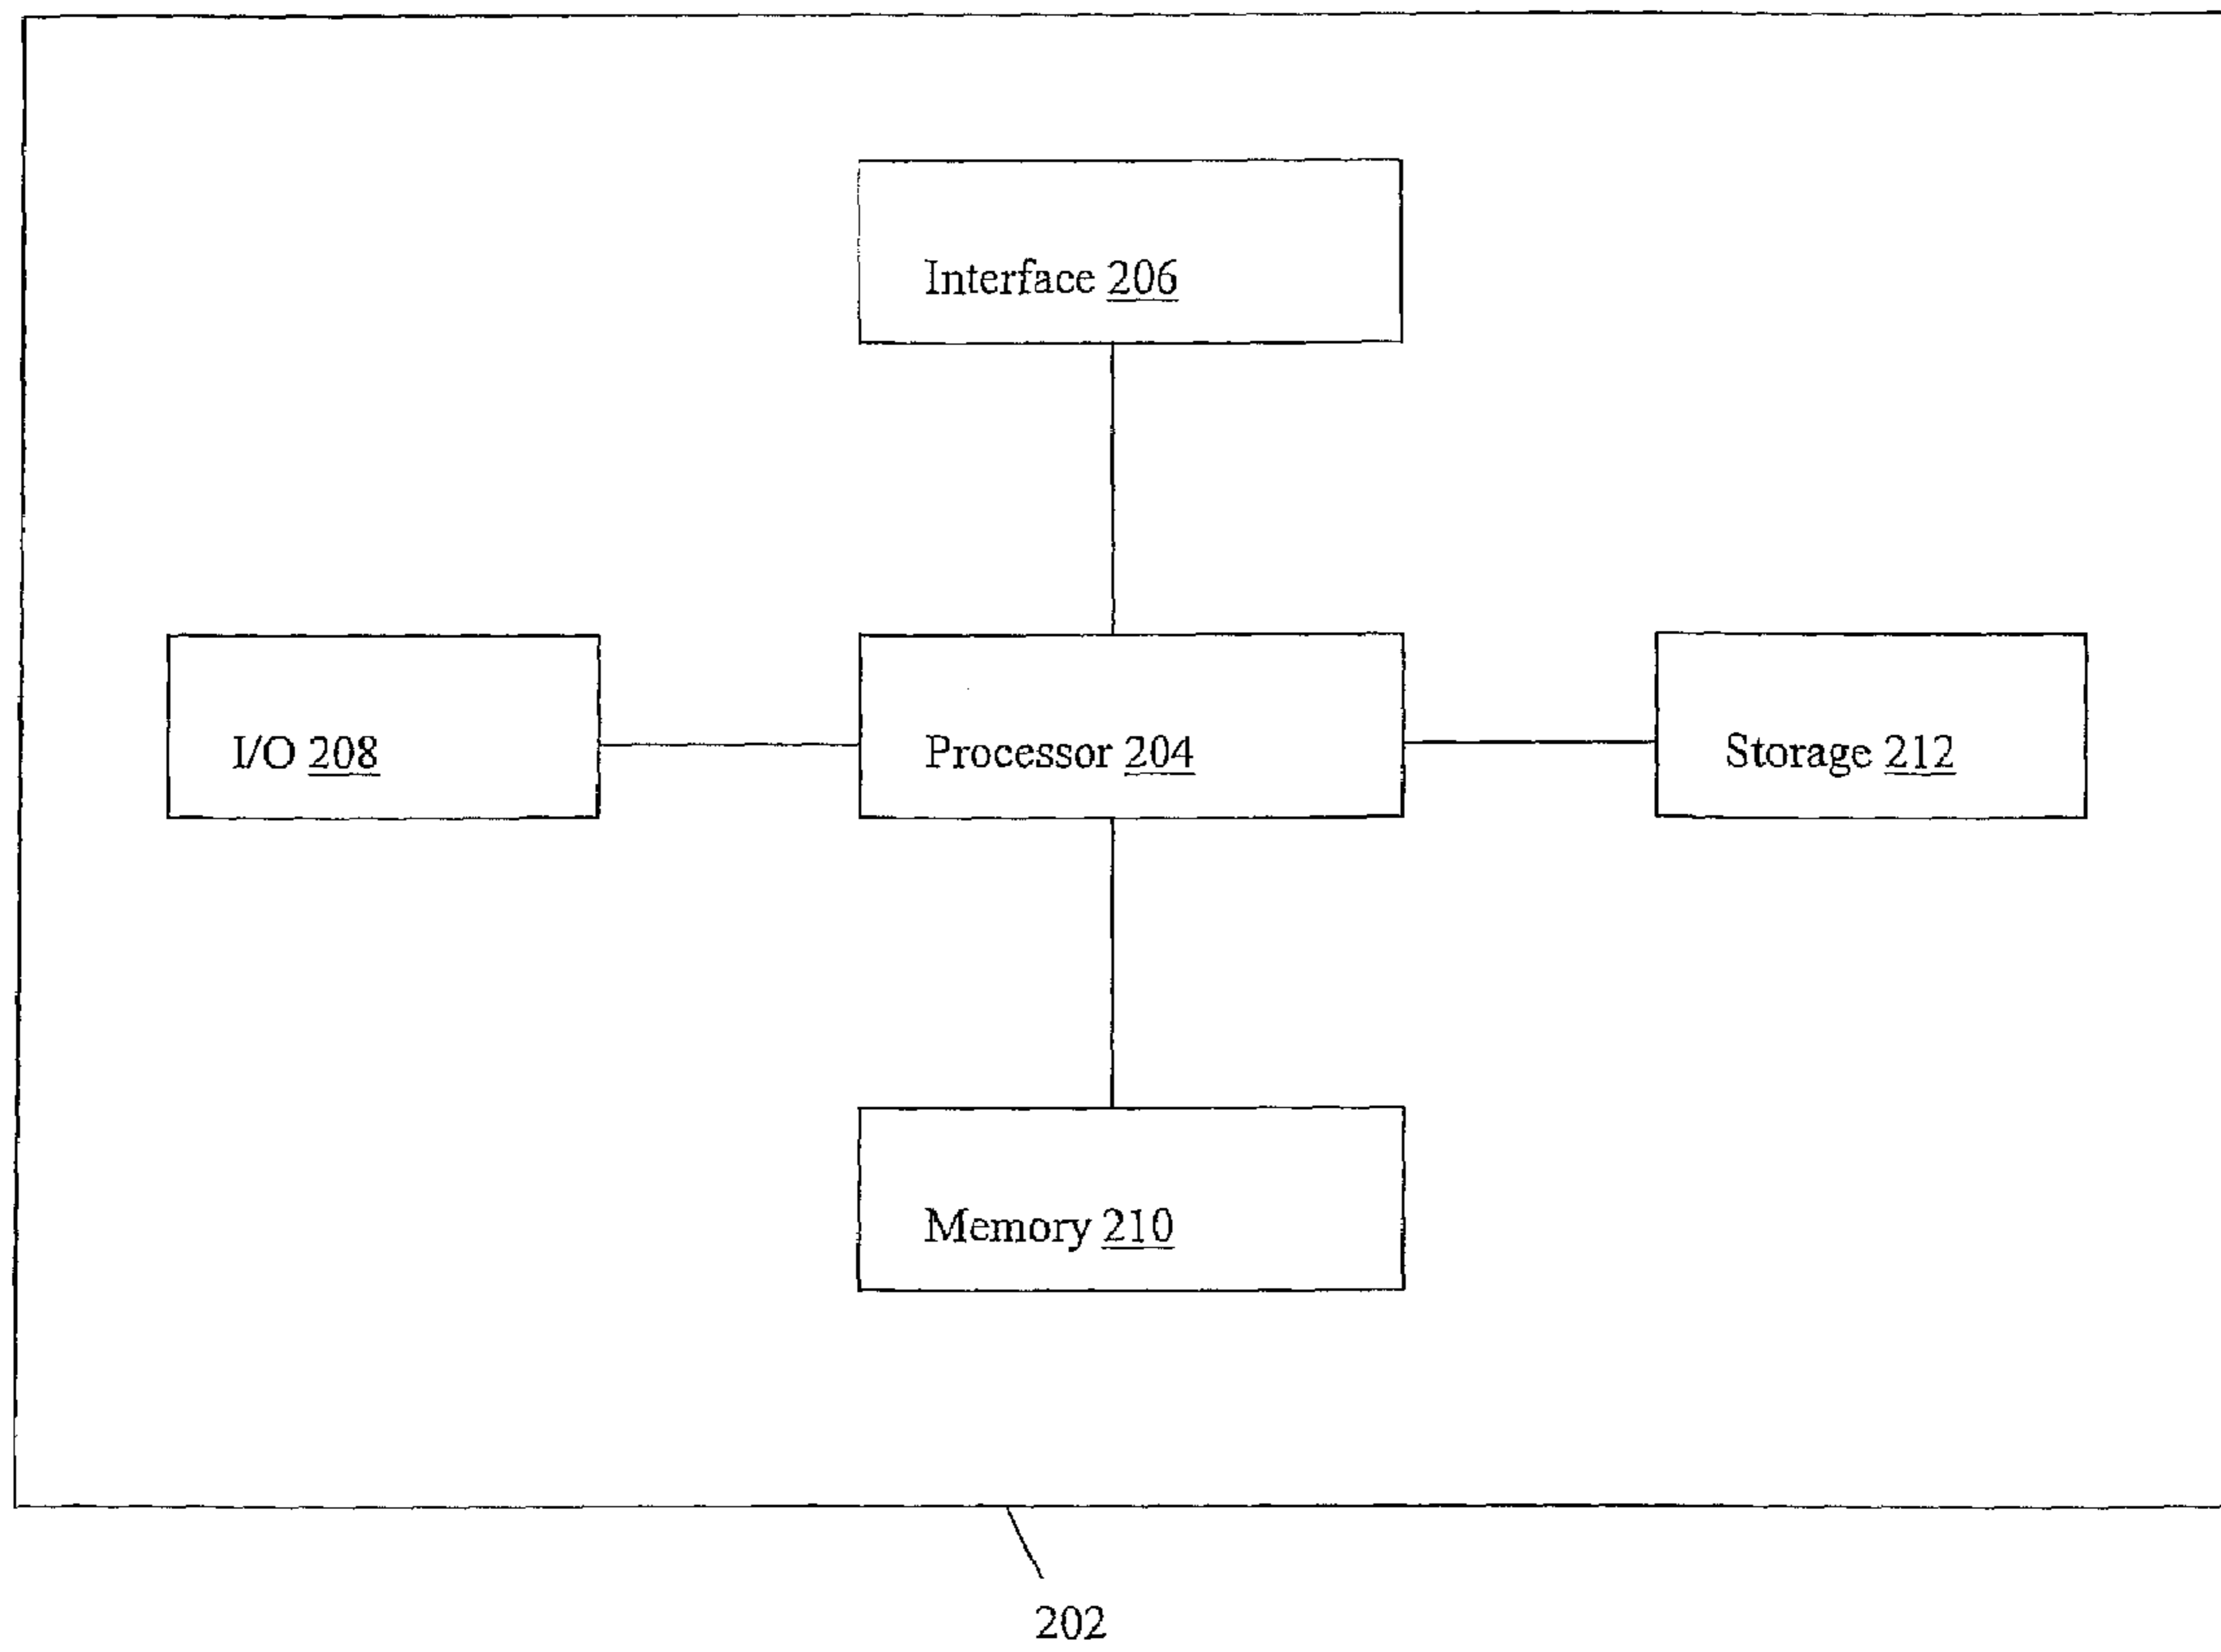 Interface 206
I/O 208
Processor 204
Storage 212
Memory 210
202